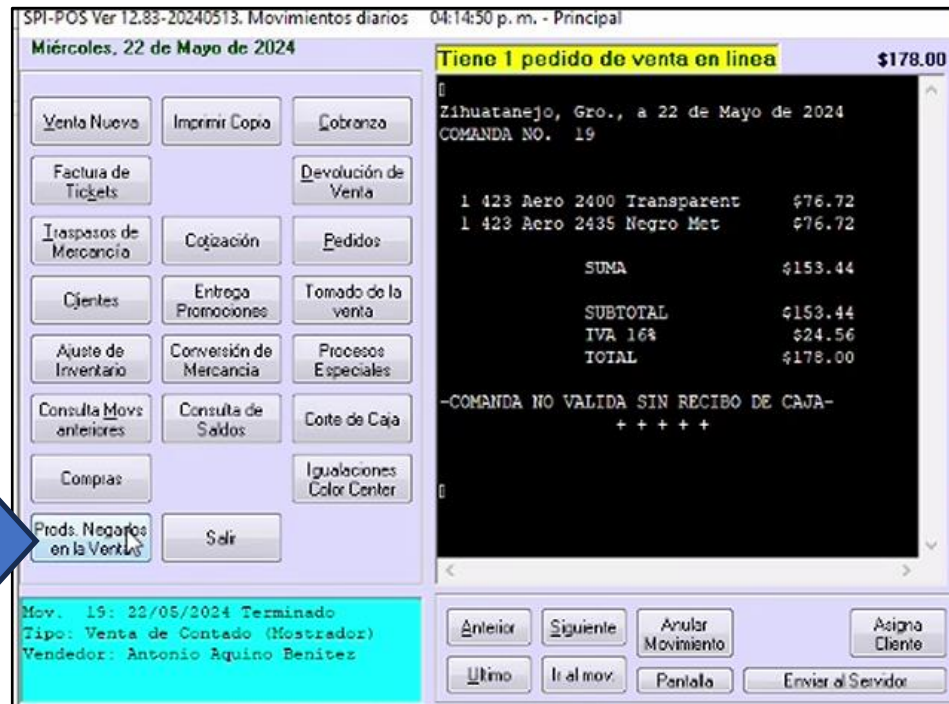 SPI-POS Ver 12.83-20240513. Movimientos diarios 04:14:50 p. m. - Principal
Miércoles, 22 de Mayo de 2024
Venta Nueva Imprimir Copia Cobranza
Factura de Tickets Devolución de Venta
Traspasos de Mercancía Cotización Pedidos
Clientes Entrega Promociones Tomado de la venta
Ajuste de Inventario Conversión de Mercancia Procesos Especiales
Consulta Movs anteriores Consulta de Saldos Corte de Caja
Compras Igualaciones Color Center
Prods. Negados en la Venta Salir
Mov. 19: 22/05/2024 Terminado
Tipo: Venta de Contado (Mostrador)
Vendedor: Antonio Aquino Benitez
Tiene 1 pedido de venta en linea $178.00
Zihuatanejo, Gro., a 22 de Mayo de 2024
COMANDA NO. 19
1 423 Aero 2400 Transparent $76.72
1 423 Aero 2435 Negro Met $76.72
SUMA $153.44
SUBTOTAL $153.44
IVA 16% $24.56
TOTAL $178.00
-COMANDA NO VALIDA SIN RECIBO DE CAJA-
+ + + + +
Anterior Siguiente Anular Movimiento Asigna Cliente
Ultimo Ir al mov. Pantalla Enviar al Servidor